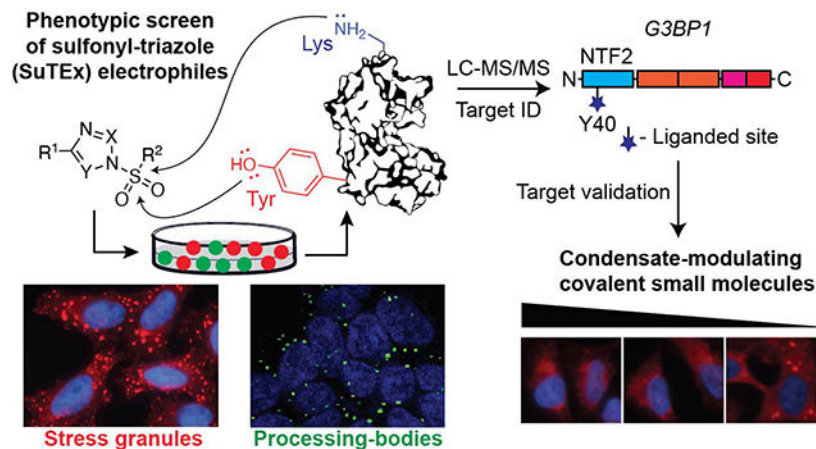 Phenotypic screen
of sulfonyl-triazole
(SuTEx) electrophiles
NH2
Lys
R1
N
X
Y
N
R2
S
O
O
HO
Tyr
LC-MS/MS
Target ID
G3BP1
NTF2
N
C
Y40
- Liganded site
Target validation
Condensate-modulating
covalent small molecules
Stress granules
Processing-bodies